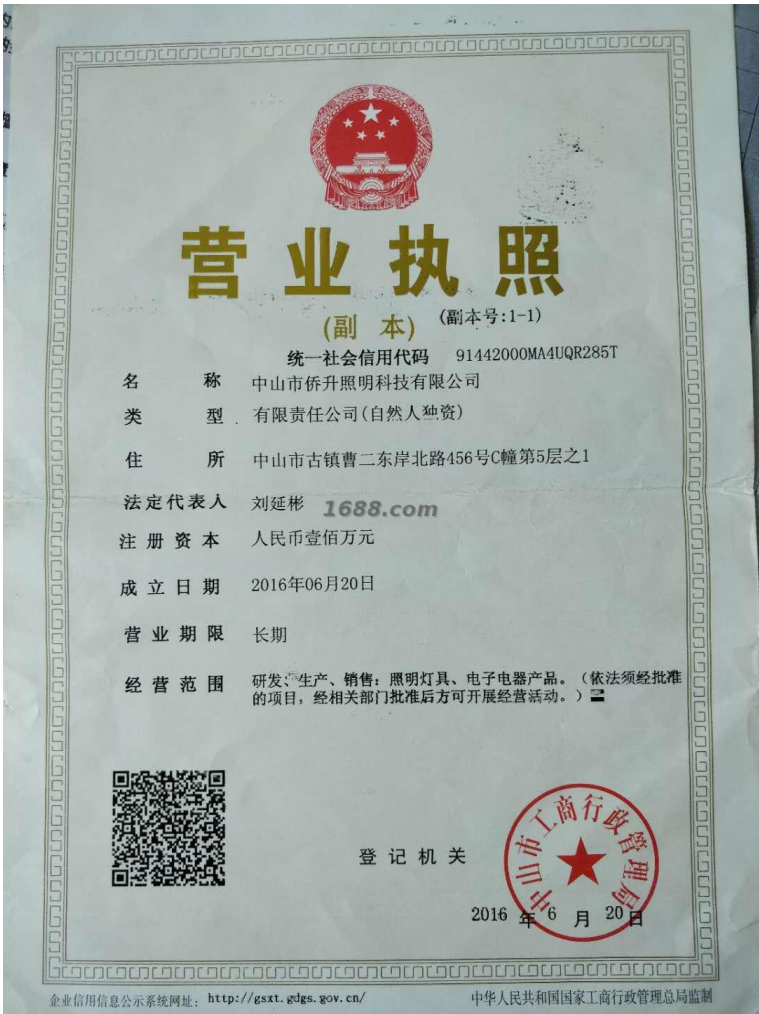 营业执照
(副 本) (副本号:1-1)
统一社会信用代码 91442000MA4UQR285T
名 称 中山市侨升照明科技有限公司
类 型 有限责任公司(自然人独资)
住 所 中山市古镇曹二东岸北路456号C幢第5层之1
法定代表人 刘延彬
1688.com
注册资本 人民币壹佰万元
成立日期 2016年06月20日
营业期限 长期
经营范围 研发、生产、销售：照明灯具、电子电器产品。（依法须经批准
的项目，经相关部门批准后方可开展经营活动。）
中山市工商行政管理局
登记机关
2016 年 6 月 20 日
企业信用信息公示系统网址：http://gsxt.gdgs.gov.cn/ 中华人民共和国国家工商行政管理总局监制